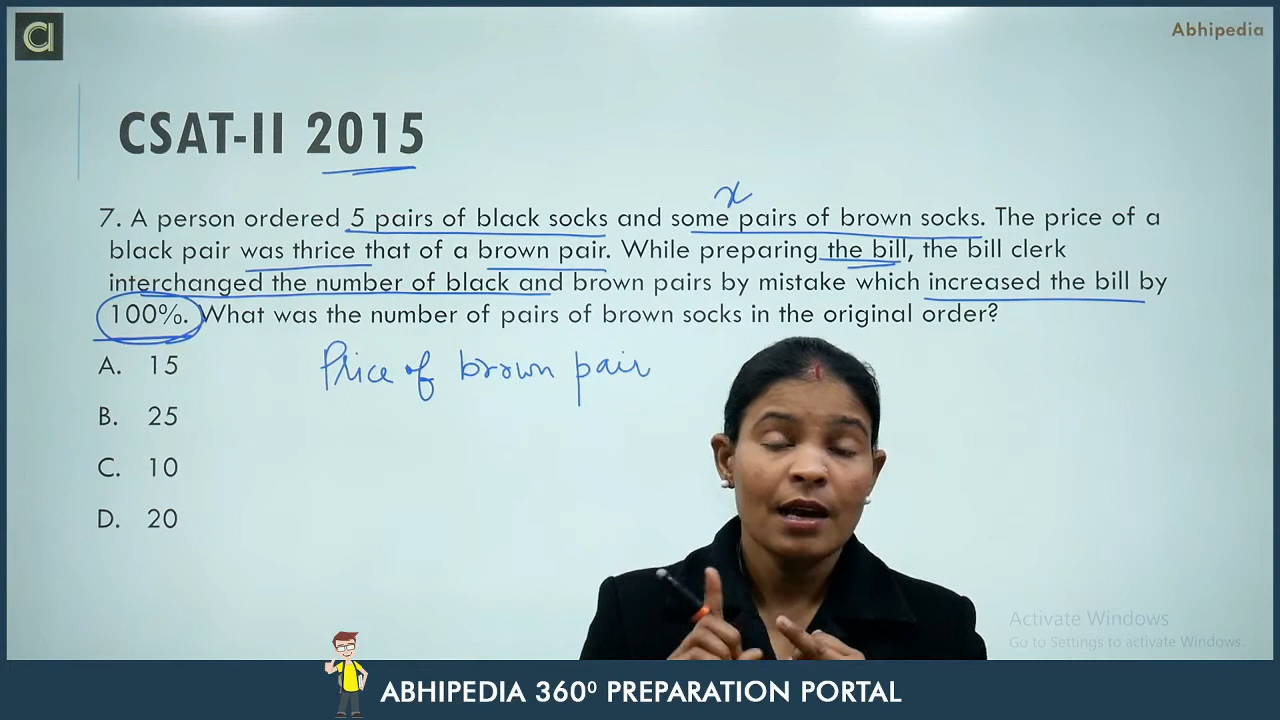 Abhipedia
CSAT-II 2015
x
7. A person ordered 5 pairs of black socks and some pairs of brown socks. The price of a
black pair was thrice that of a brown pair. While preparing the bill, the bill clerk
interchanged the number of black and brown pairs by mistake which increased the bill by
100%. What was the number of pairs of brown socks in the original order?
A. 15
Price of brown pair
B. 25
C. 10
D. 20
Activate Windows
Go to Settings to activate Windows.
ABHIPEDIA 360⁰ PREPARATION PORTAL